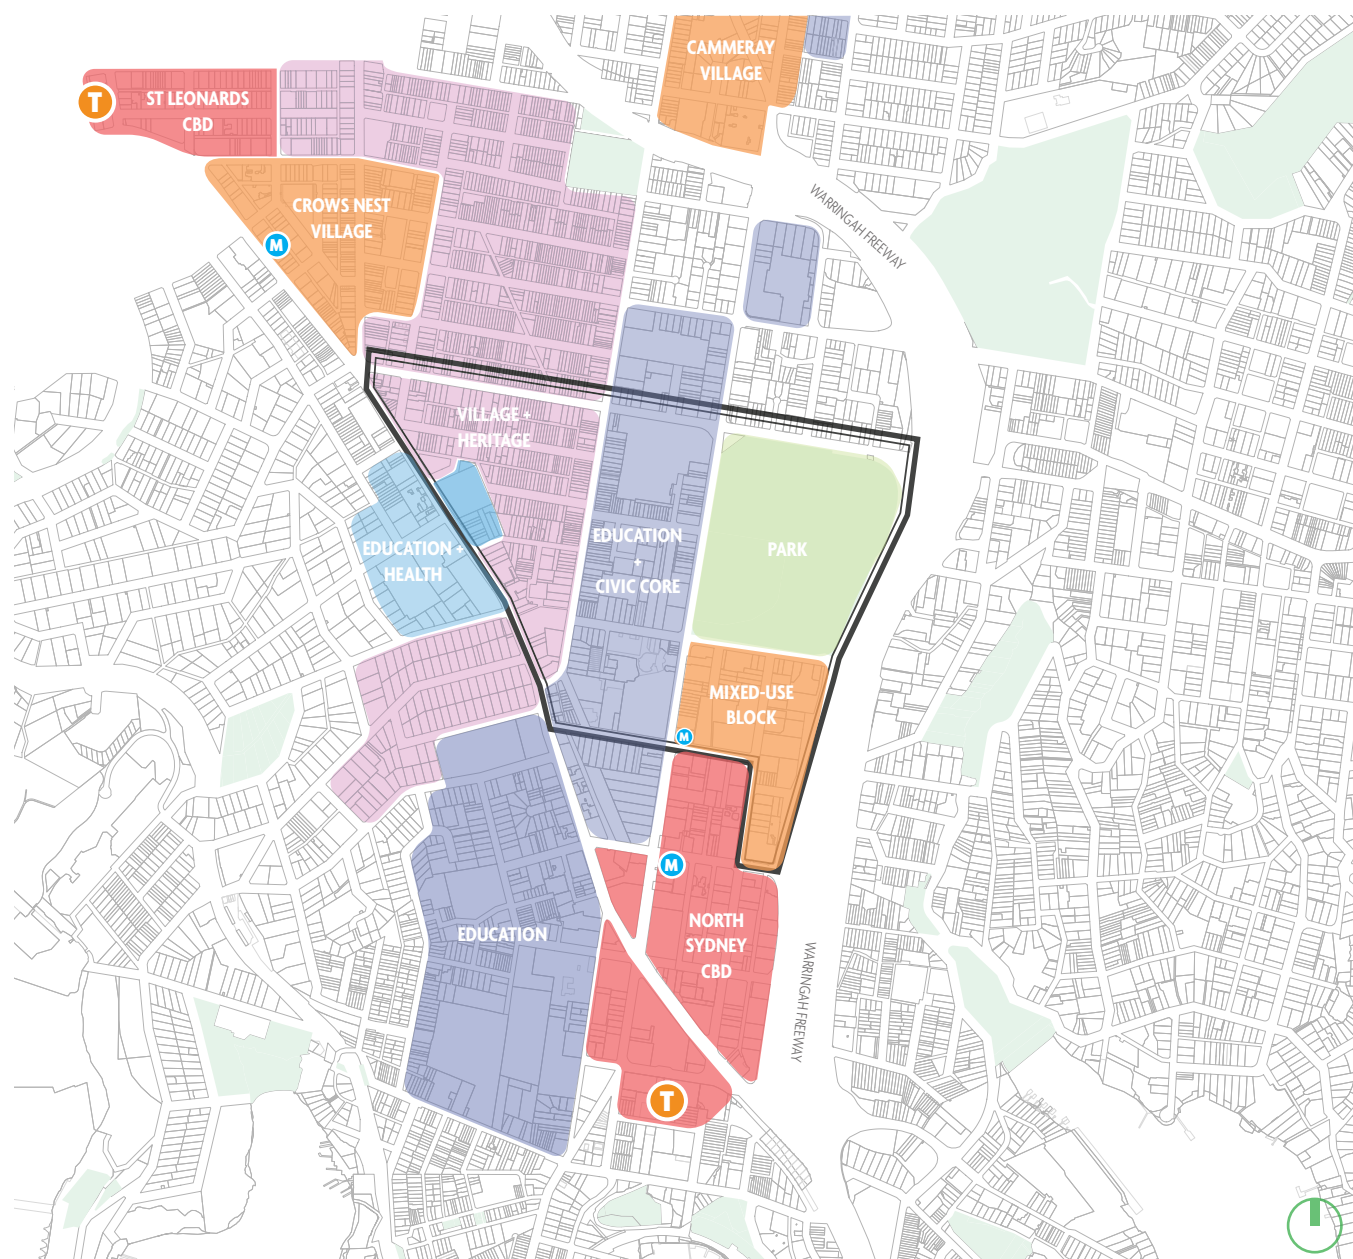 CAMMERAY
VILLAGE
T
ST LEONARDS
CBD
WARRINGAH FREEWAY
CROWS NEST
VILLAGE
M
VILLAGE +
HERITAGE
EDUCATION +
HEALTH
EDUCATION
+
CIVIC CORE
PARK
MIXED-USE
BLOCK
M
M
NORTH
SYDNEY
CBD
EDUCATION
WARRINGAH FREEWAY
T